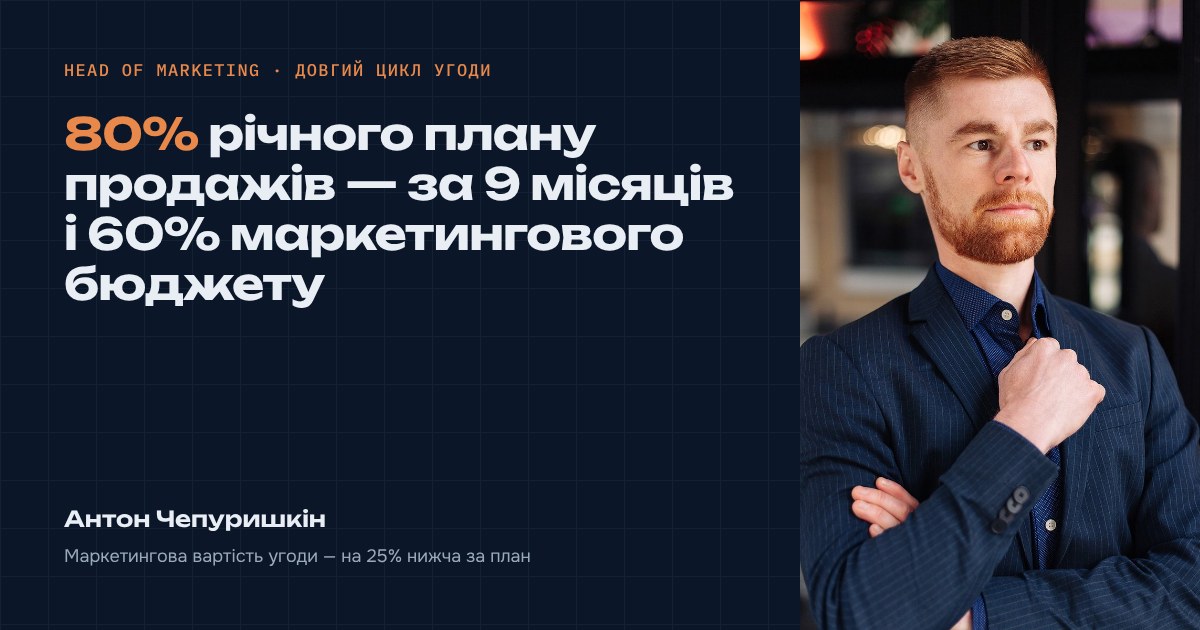 HEAD OF MARKETING · ДОВГИЙ ЦИКЛ УГОДИ
80% річного плану
продажів — за 9 місяців
і 60% маркетингового
бюджету
Антон Чепуришкін
Маркетингова вартість угоди — на 25% нижча за план